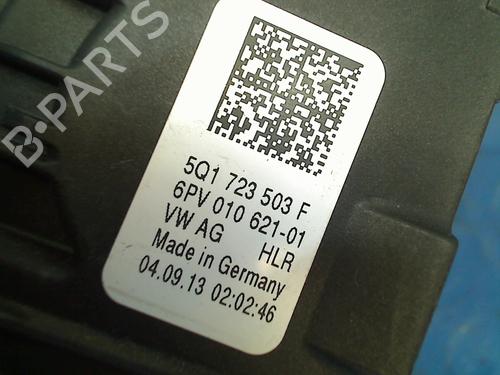 B-PARTS
5Q1 723 503 F
6PV 010 621-01
VW AG HLR
Made in Germany
04.09.13 02:02:46